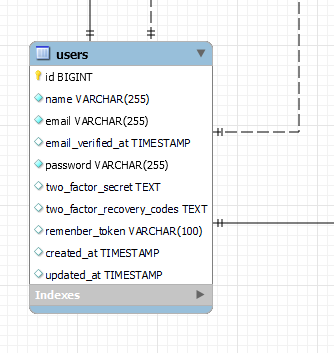 users
id BIGINT
name VARCHAR(255)
email VARCHAR(255)
email_verified_at TIMESTAMP
password VARCHAR(255)
two_factor_secret TEXT
two_factor_recovery_codes TEXT
remenber_token VARCHAR(100)
created_at TIMESTAMP
updated_at TIMESTAMP
Indexes